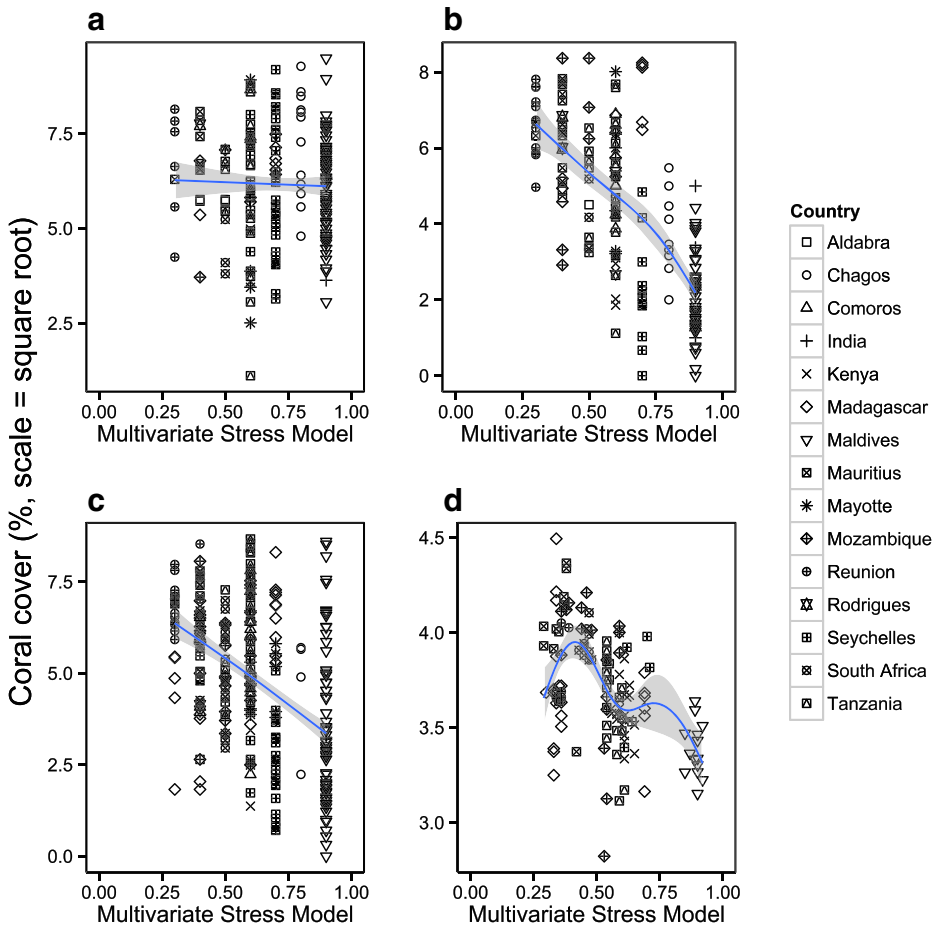 a
b
Coral cover (%, scale = square root)
7.5
5.0
2.5
0.00 0.25 0.50 0.75 1.00
Multivariate Stress Model
8
6
4
2
0
0.00 0.25 0.50 0.75 1.00
Multivariate Stress Model
c
d
7.5
5.0
2.5
0.0
0.00 0.25 0.50 0.75 1.00
Multivariate Stress Model
4.5
4.0
3.5
3.0
0.00 0.25 0.50 0.75 1.00
Multivariate Stress Model
Country
Aldabra
Chagos
Comoros
India
Kenya
Madagascar
Maldives
Mauritius
Mayotte
Mozambique
Reunion
Rodrigues
Seychelles
South Africa
Tanzania